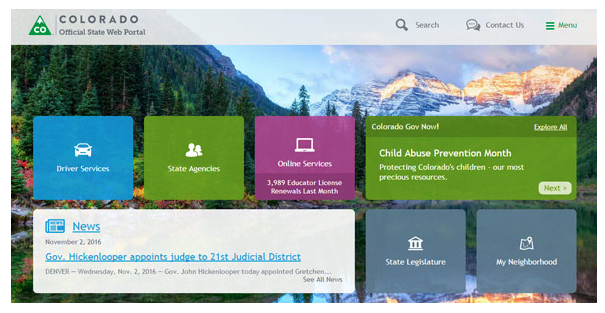 CO
COLORADO
Official State Web Portal
Search
Contact Us
Menu
Driver Services
State Agencies
Online Services
3,989 Educator License
Renewals Last Month
Colorado Gov Now!
Explore All
Child Abuse Prevention Month
Protecting Colorado's children - our most
precious resources.
Next >
News
November 2, 2016
Gov. Hickenlooper appoints judge to 21st Judicial District
DENVER — Wednesday, Nov. 2, 2016 — Gov. John Hickenlooper today appointed Gretchen...
See All News
State Legislature
My Neighborhood